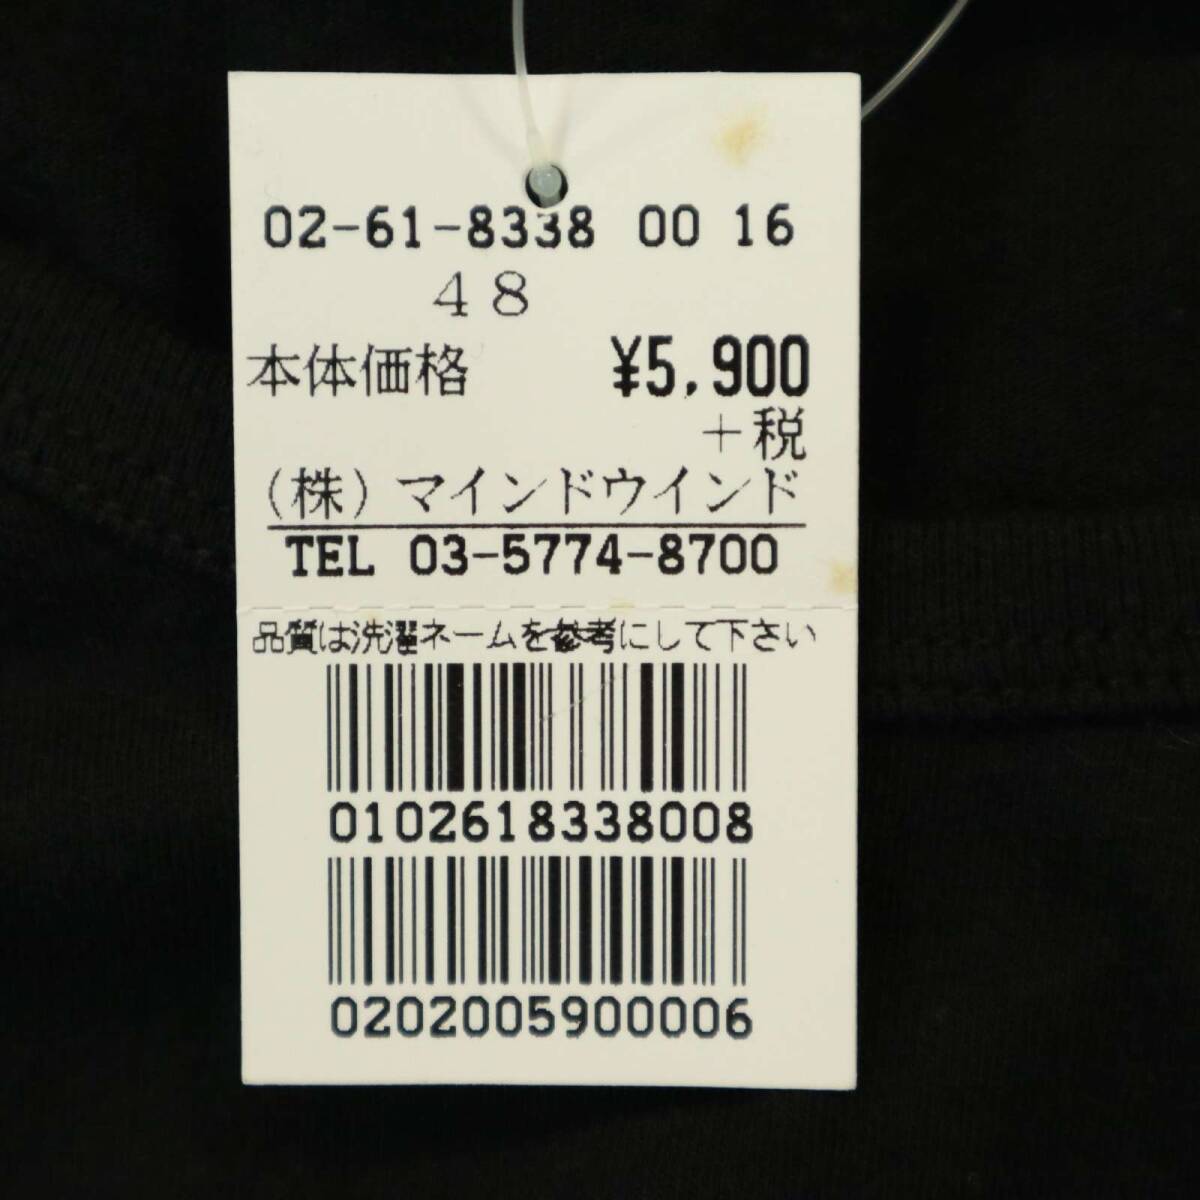 02-61-8338 00 16
48
本体価格 ¥5,900
+税
(株)マインドウインド
TEL 03-5774-8700
品質は洗濯ネームを参考にして下さい
0102618338008
0202005900006